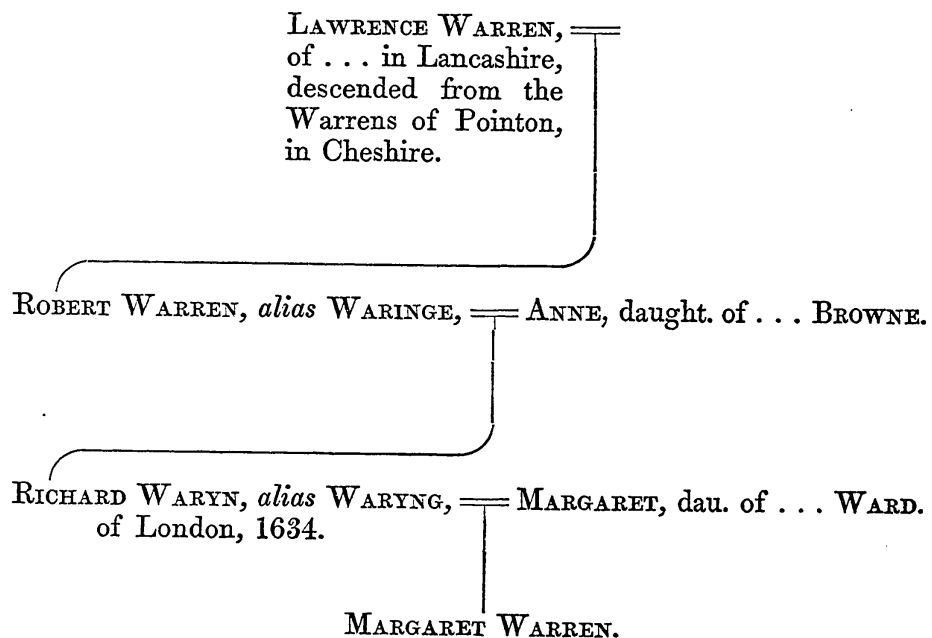 LAWRENCE WARREN,
of ... in Lancashire,
descended from the
Warrens of Pointon,
in Cheshire.
ROBERT WARREN, alias WARINGE, ANNE, daught. of ... BROWNE.
RICHARD WARYN, alias WARYNG, MARGARET, dau. of ... WARD.
of London, 1634.
MARGARET WARREN.